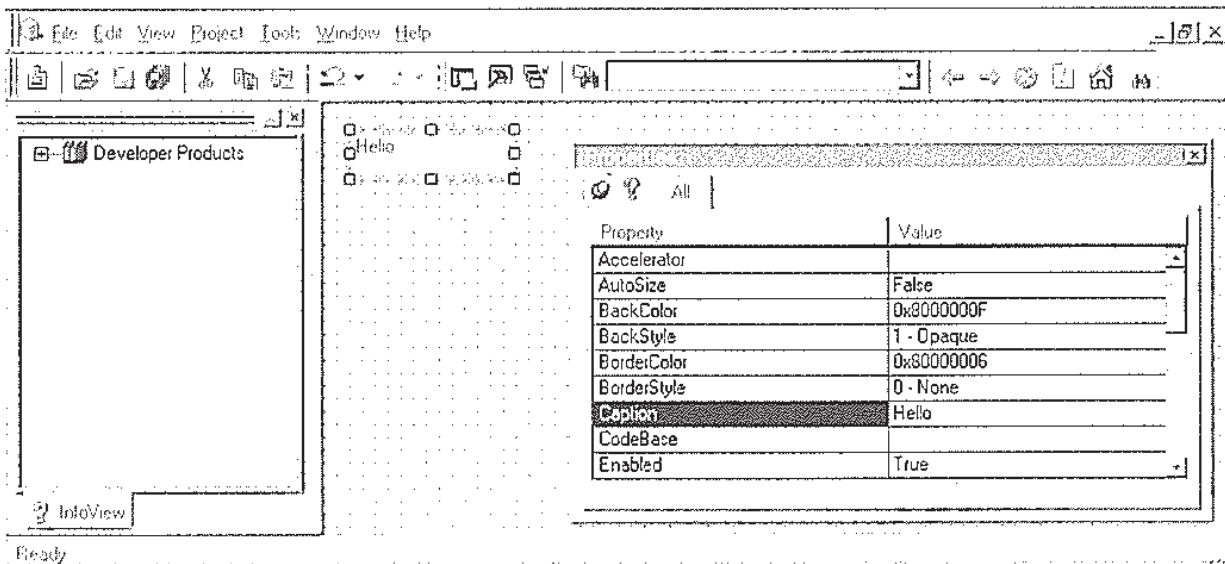 File Edit View Project Tools Window Help
Developer Products
Hello
All
Property Value
Accelerator
AutoSize False
BackColor 0x8000000F
BackStyle 1 - Opaque
BorderColor 0x80000006
BorderStyle 0 - None
Caption Hello
CodeBase
Enabled True
InfoView
Ready